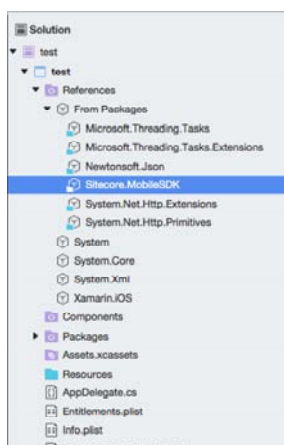 Solution
test
test
References
From Packages
Microsoft.Threading.Tasks
Microsoft.Threading.Tasks.Extensions
Newtonsoft.Json
Sitecore.MobileSDK
System.Net.Http.Extensions
System.Net.Http.Primitives
System
System.Core
System.Xml
Xamarin.iOS
Components
Packages
Assets.xcassets
Resources
AppDelegate.cs
Entitlements.plist
Info.plist